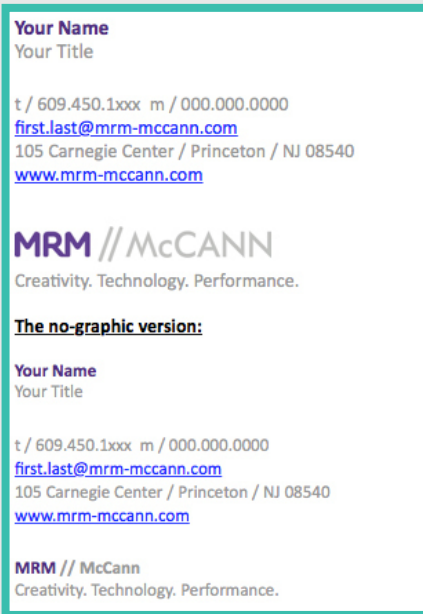 Your Name
Your Title
t / 609.450.1xxx  m / 000.000.0000
first.last@mrm-mccann.com
105 Carnegie Center / Princeton / NJ 08540
www.mrm-mccann.com
MRM // McCANN
Creativity. Technology. Performance.
The no-graphic version:
Your Name
Your Title
t / 609.450.1xxx  m / 000.000.0000
first.last@mrm-mccann.com
105 Carnegie Center / Princeton / NJ 08540
www.mrm-mccann.com
MRM // McCann
Creativity. Technology. Performance.